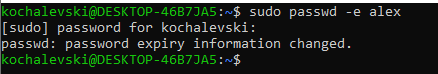 kochalevski@DESKTOP-46B7JA5:~$ sudo passwd -e alex
[sudo] password for kochalevski:
passwd: password expiry information changed.
kochalevski@DESKTOP-46B7JA5:~$